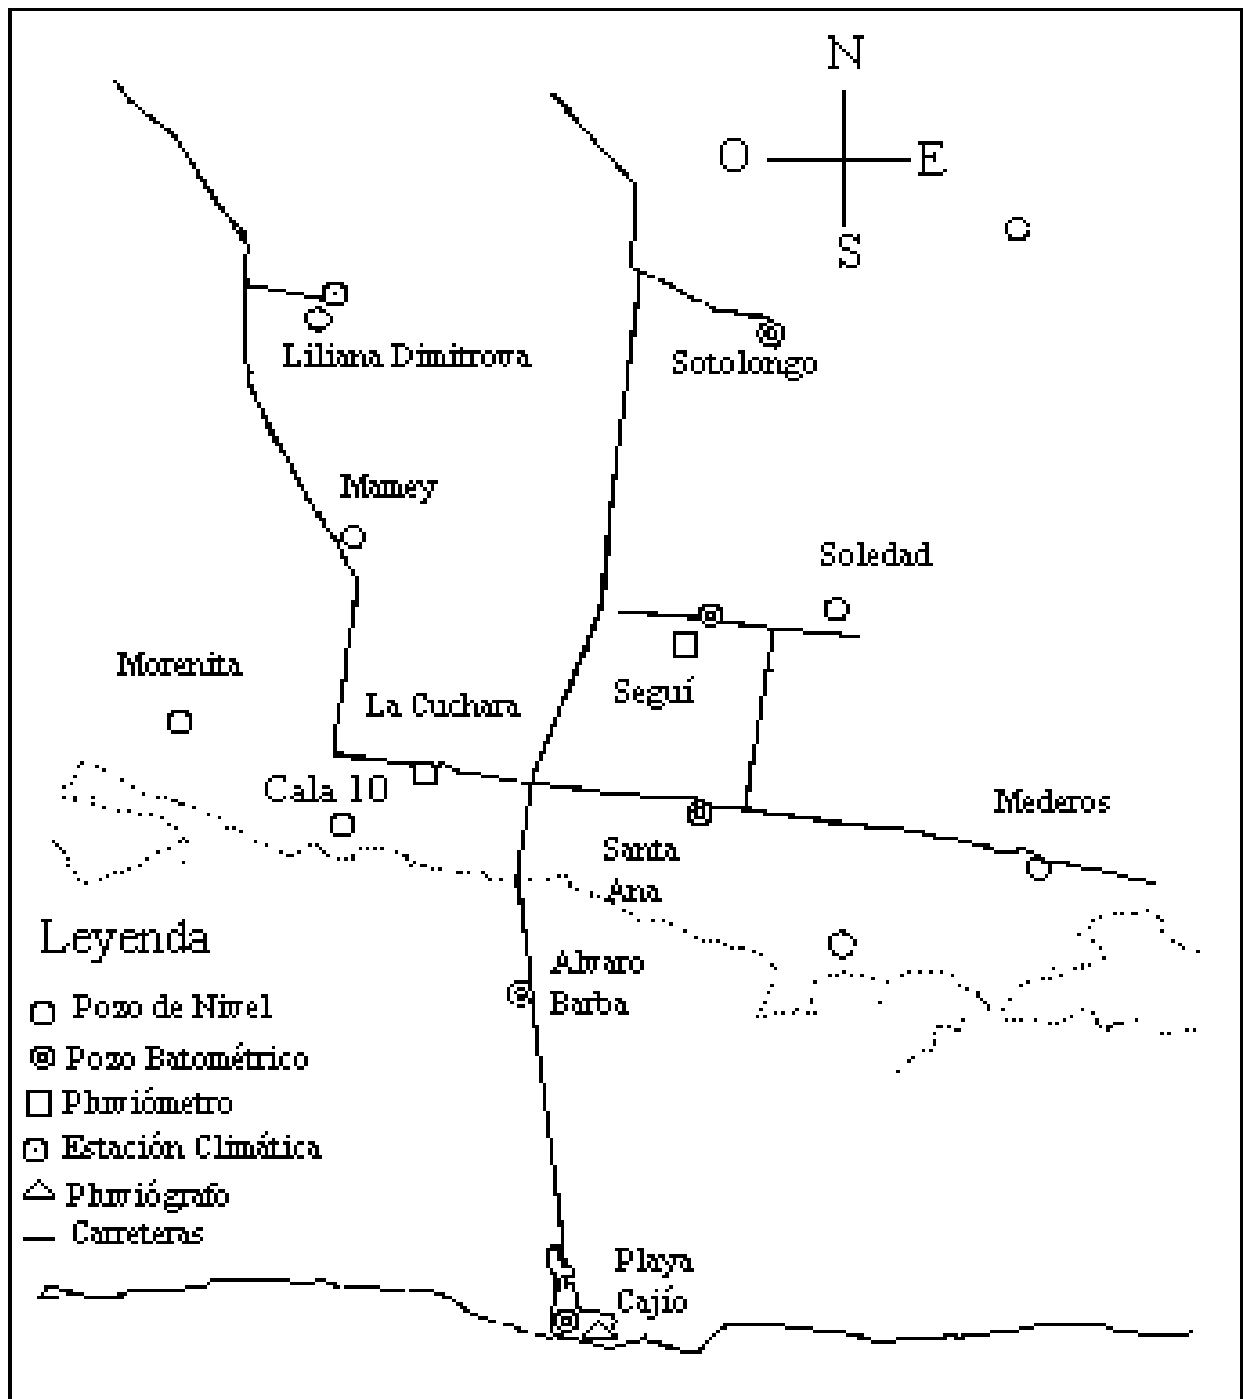 N
O
E
S
Liliana Dimitrova
Sotolongo
Mamey
Soledad
Morenita
Seguí
La Cuchara
Cala 10
Mederos
Santa
Ana
Leyenda
Alvaro
Barba
Pozo de Nivel
Pozo Batométrico
Pluviómetro
Estación Climática
Pluviógrafo
Carreteras
Playa
Cajío